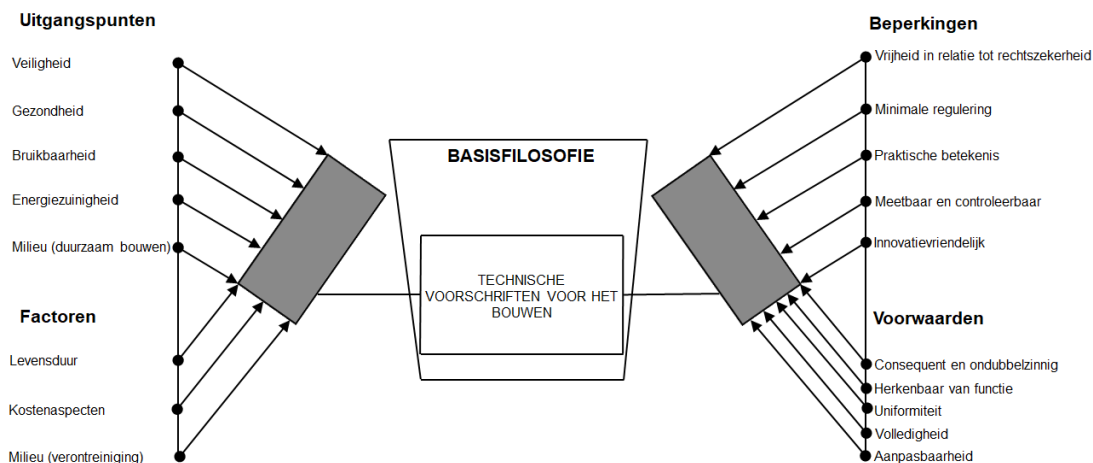 Uitgangspunten
Veiligheid
Gezondheid
Bruikbaarheid
Energiezuinigheid
Milieu (duurzaam bouwen)
Factoren
Levensduur
Kostenaspecten
Milieu (verontreiniging)
BASISFILOSOFIE
TECHNISCHE
VOORSCHRIFTEN VOOR HET
BOUWEN
Beperkingen
Vrijheid in relatie tot rechtszekerheid
Minimale regulering
Praktische betekenis
Meetbaar en controleerbaar
Innovatievriendelijk
Voorwaarden
Consequent en ondubbelzinnig
Herkenbaar van functie
Uniformiteit
Volledigheid
Aanpasbaarheid